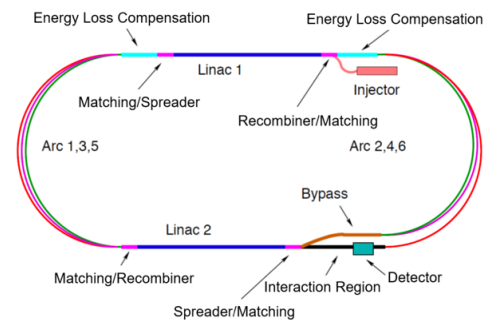 Energy Loss Compensation
Energy Loss Compensation
Linac 1
Matching/Spreader
Injector
Recombiner/Matching
Arc 1,3,5
Arc 2,4,6
Bypass
Linac 2
Matching/Recombiner
Interaction Region
Detector
Spreader/Matching